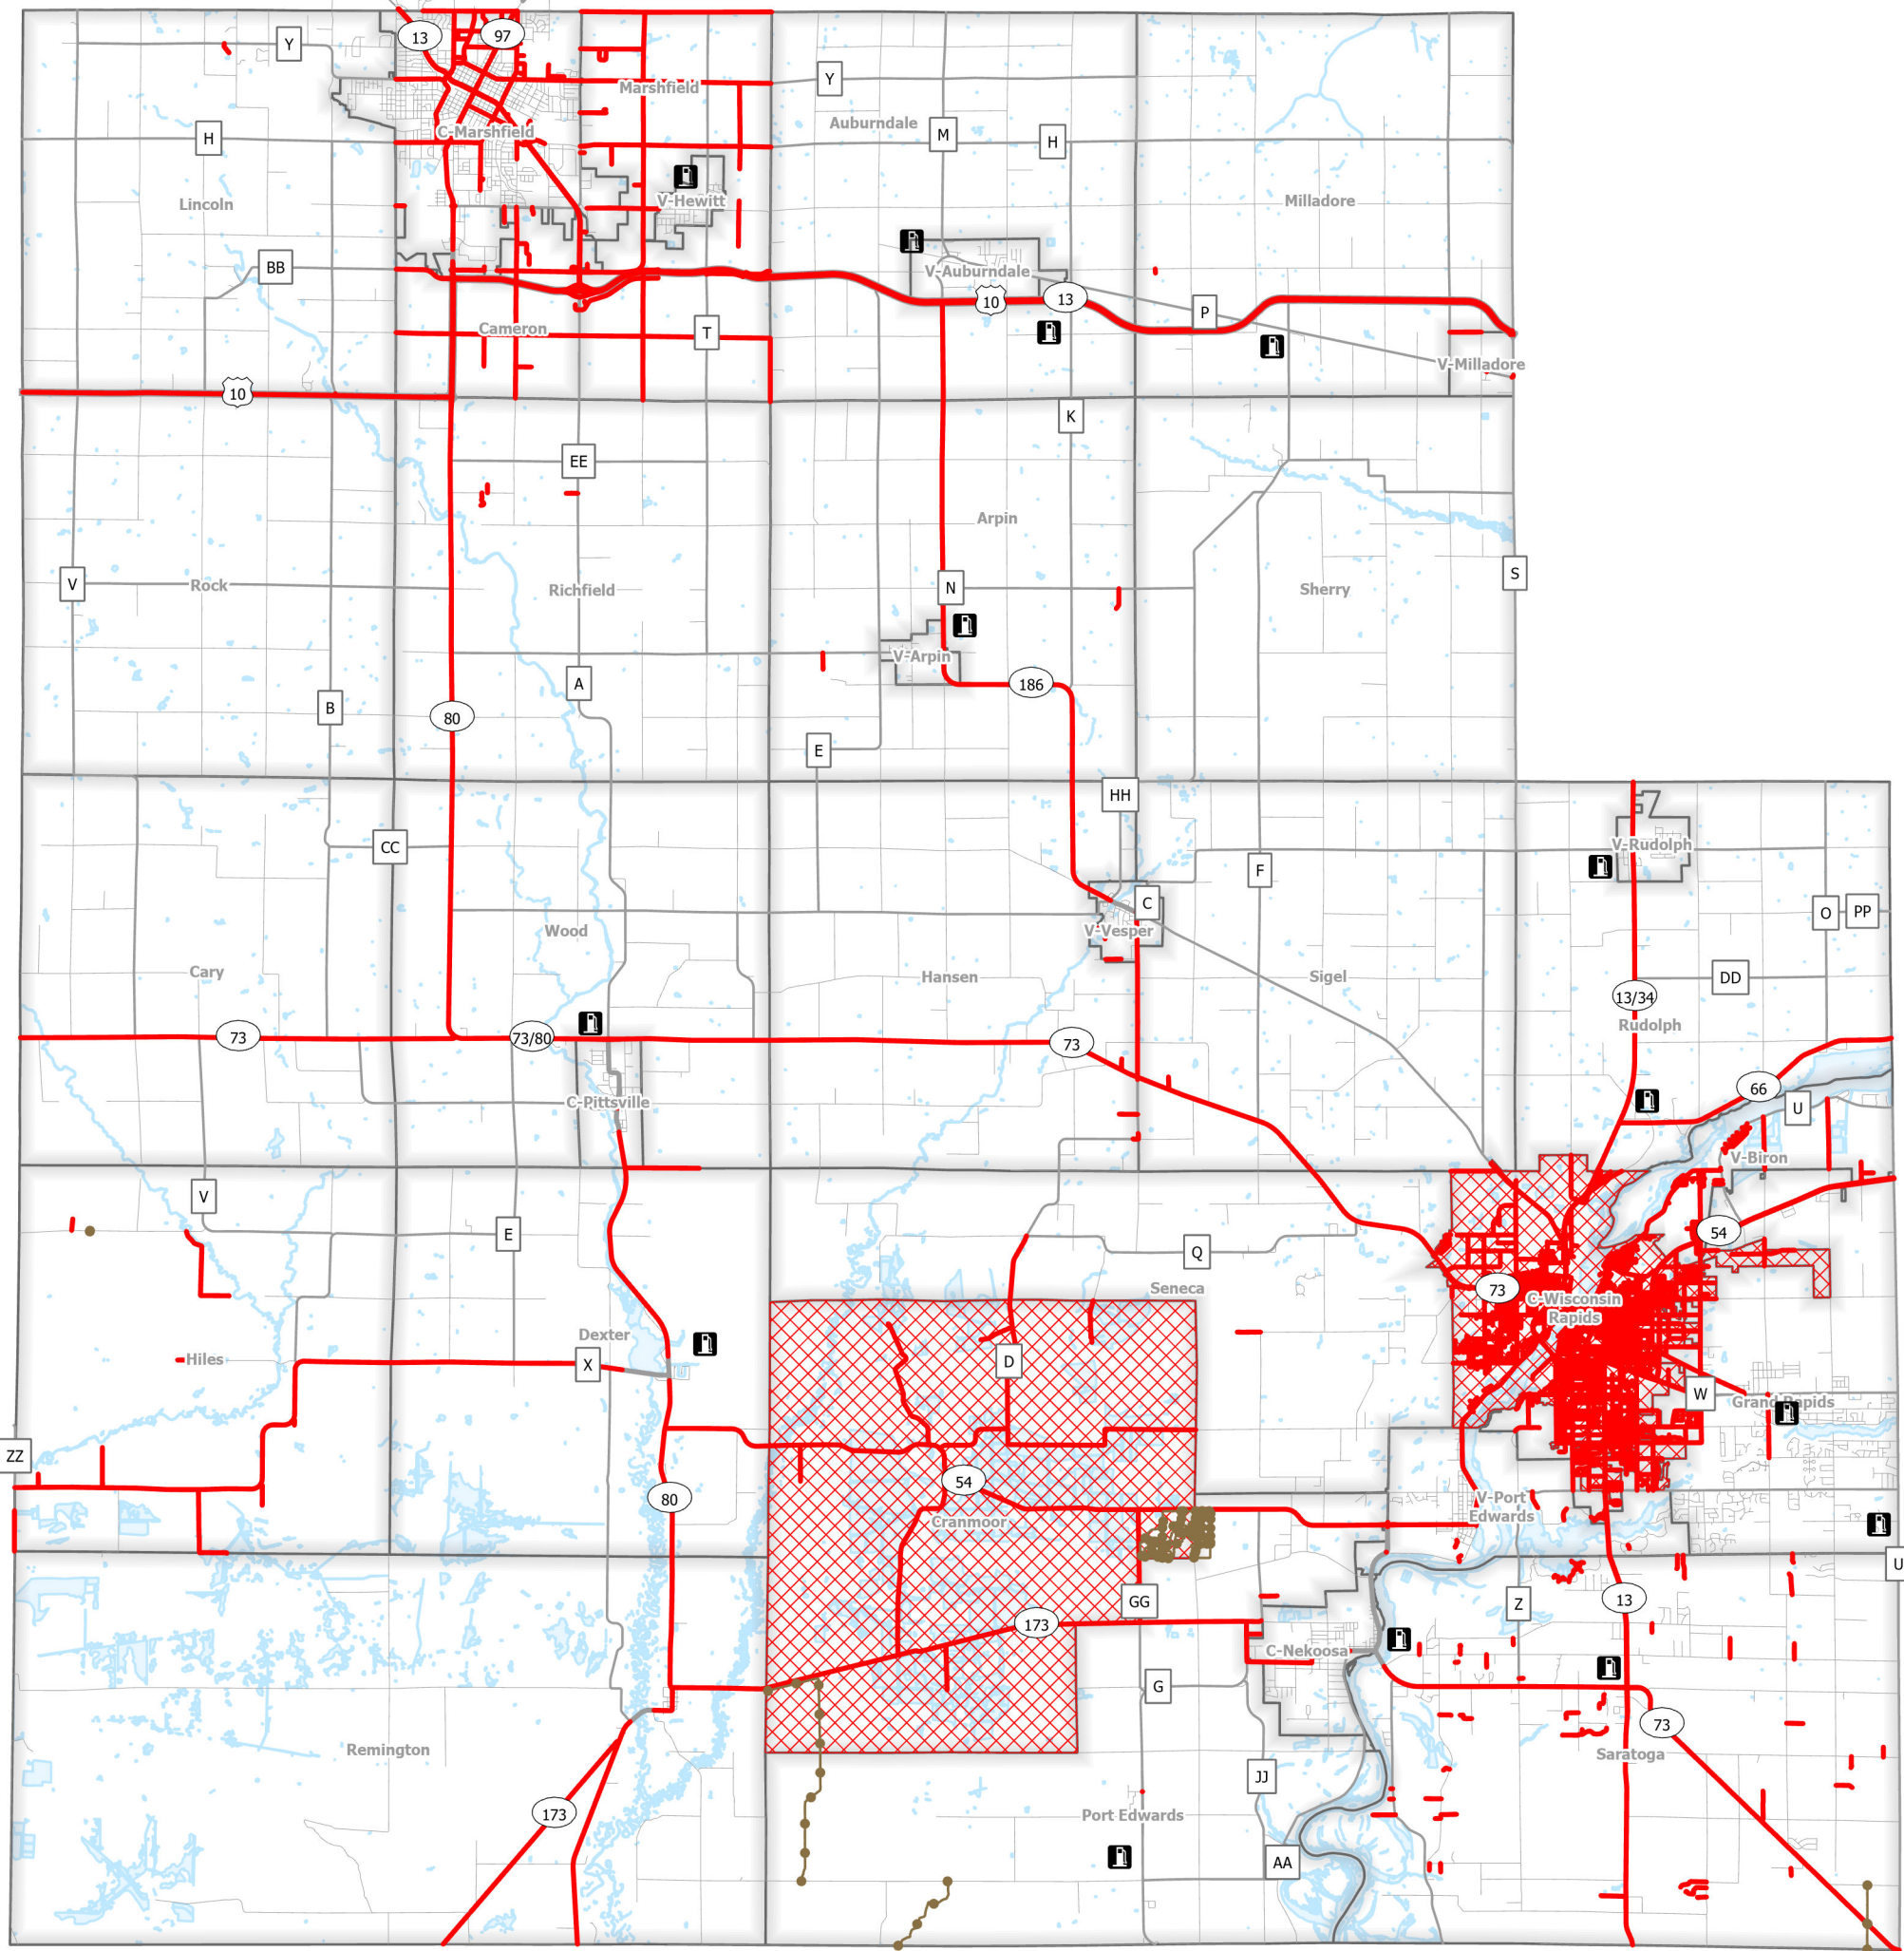 13
97
Y
Marshfield
Y
Auburndale
C-Marshfield
H
M
H
V-Hewitt
Lincoln
Milladore
BB
V-Auburndale
10
13
P
Cameron
T
V-Milladore
10
K
EE
Arpin
V
Rock
Richfield
N
Sherry
S
V-Arpin
A
186
B
80
E
HH
CC
V-Rudolph
F
C
O
PP
Wood
V-Vesper
Cary
Hansen
Sigel
DD
13/34
Rudolph
73
73/80
73
66
C-Pittsville
U
V-Biron
V
E
54
Q
Seneca
73
C-Wisconsin
Rapids
Dexter
Hiles
X
D
W
Grand Rapids
ZZ
54
80
V-Port
Edwards
Cranmoor
U
GG
Z
13
173
C-Nekoosa
G
73
Remington
Saratoga
JJ
173
Port Edwards
AA